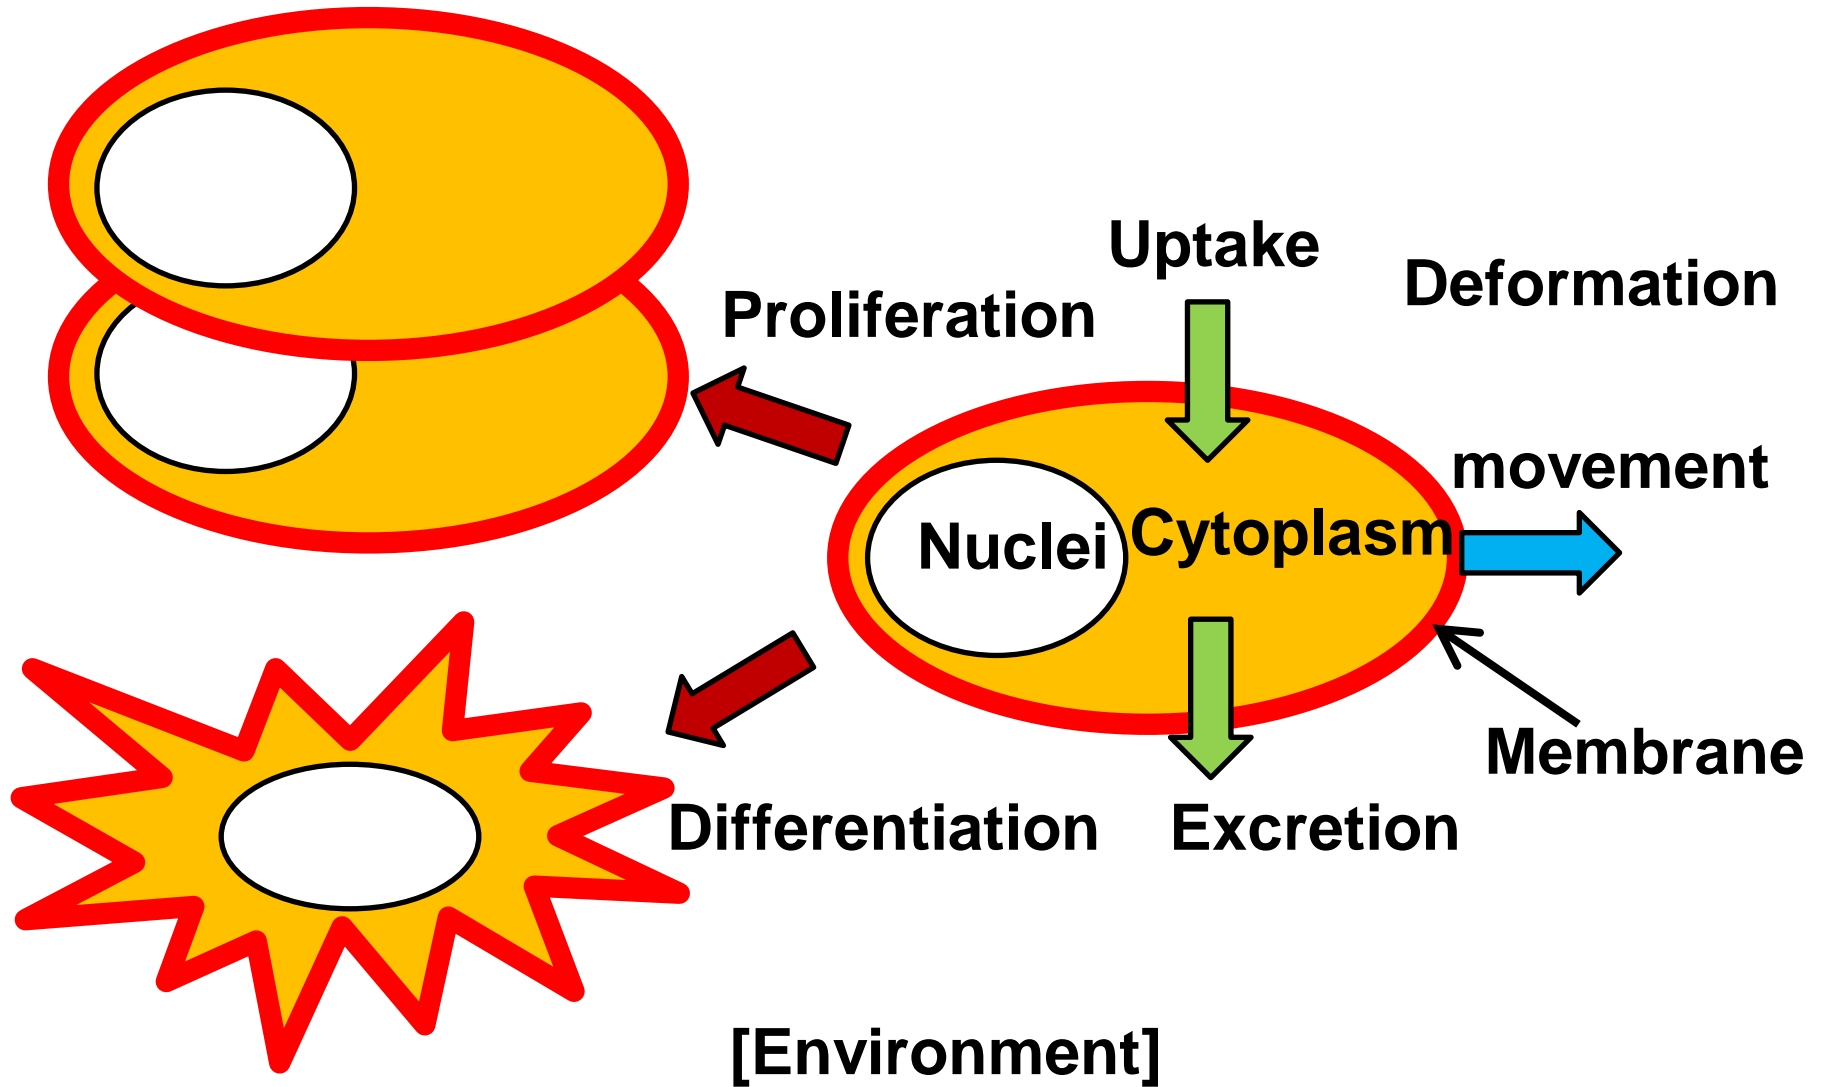 Uptake
Deformation
Proliferation
movement
Nuclei
Cytoplasm
Membrane
Differentiation
Excretion
[Environment]